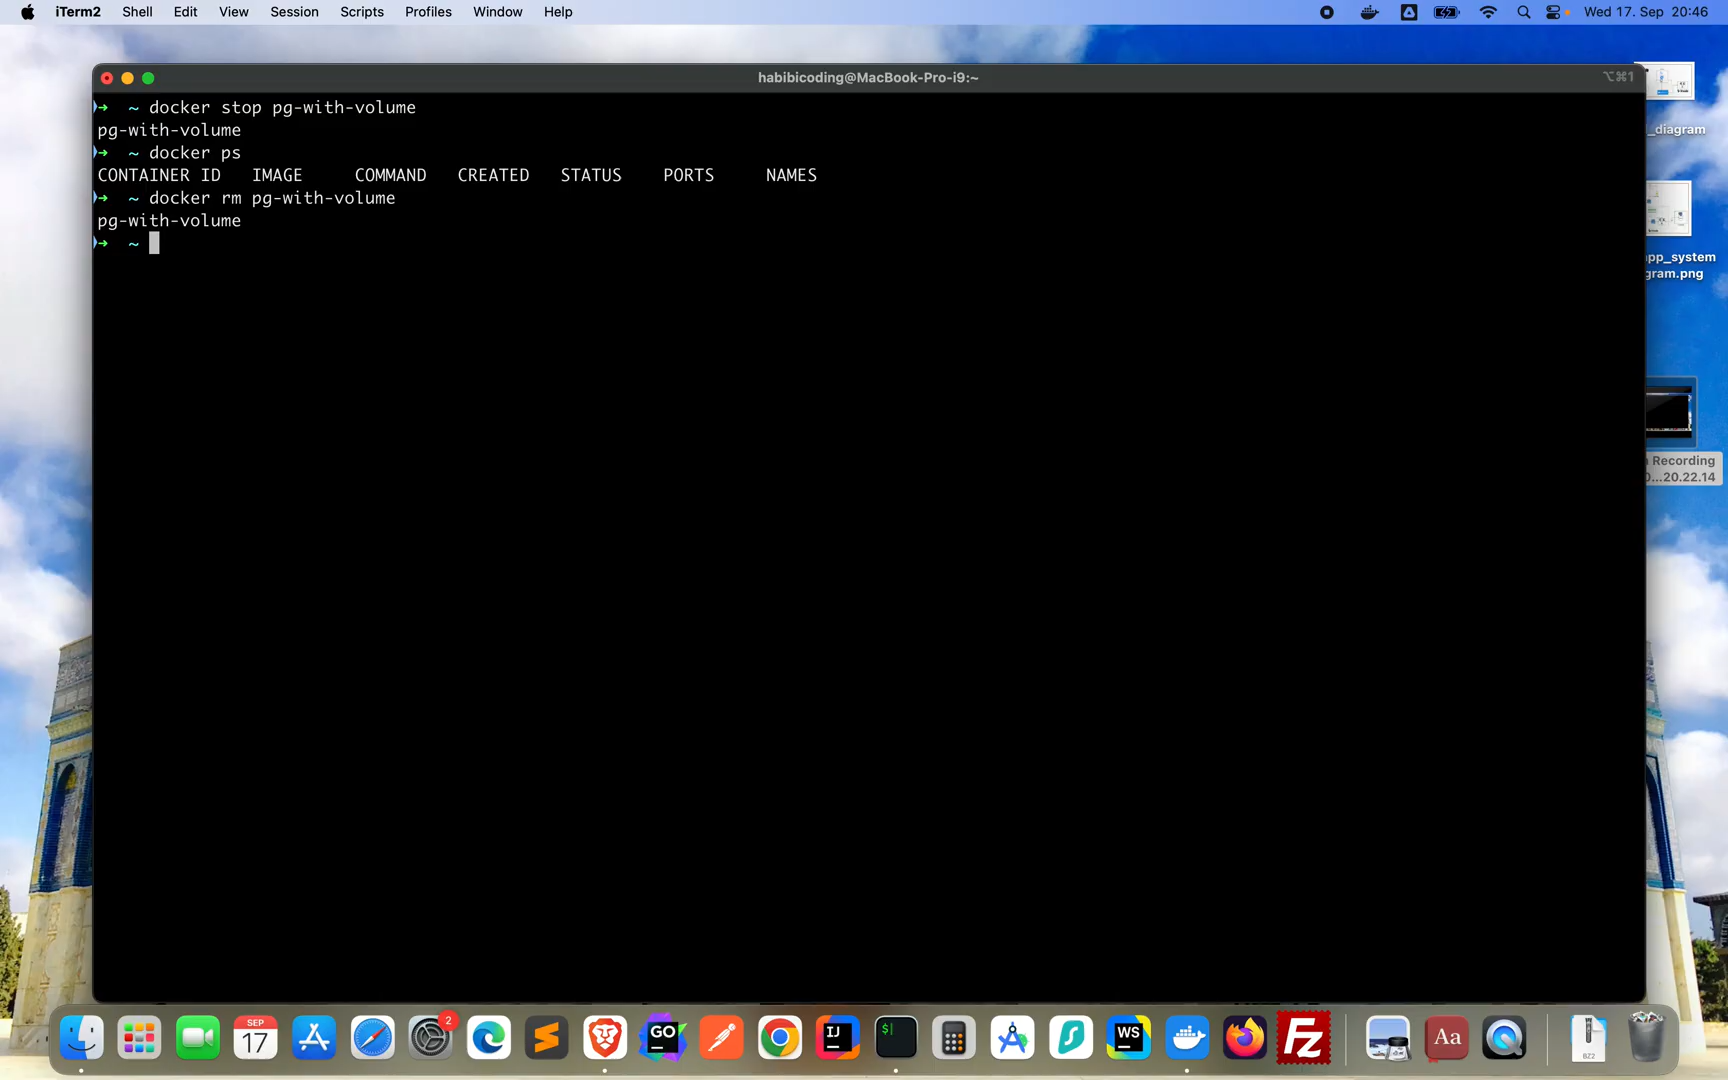 iTerm2 Shell Edit View Session Scripts Profiles Window Help Wed 17. Sep 20:46
habibicoding@MacBook-Pro-i9:~ ⌥⌘1
➜ ~ docker stop pg-with-volume
pg-with-volume
➜ ~ docker ps
CONTAINER ID IMAGE COMMAND CREATED STATUS PORTS NAMES
➜ ~ docker rm pg-with-volume
pg-with-volume
➜ ~
_diagram
pp_system
gram.png
Recording
...20.22.14
SEP
17
2
GO
IJ
$
WS
Fz
Aa
BZ2